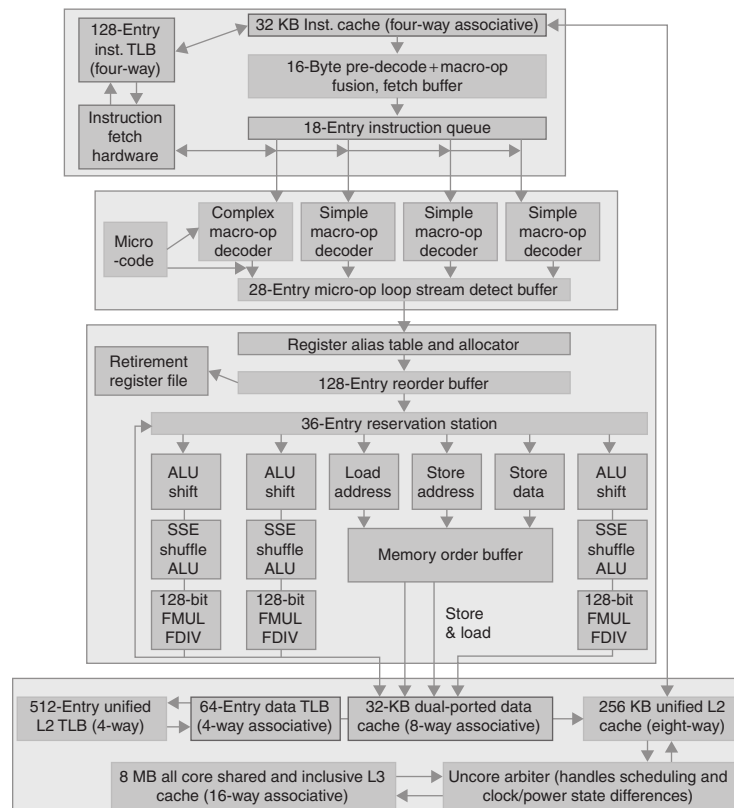 128-Entry
inst. TLB
(four-way)
32 KB Inst. cache (four-way associative)
16-Byte pre-decode+macro-op
fusion, fetch buffer
Instruction
fetch
hardware
18-Entry instruction queue
Micro
-code
Complex
macro-op
decoder
Simple
macro-op
decoder
Simple
macro-op
decoder
Simple
macro-op
decoder
28-Entry micro-op loop stream detect buffer
Register alias table and allocator
Retirement
register file
128-Entry reorder buffer
36-Entry reservation station
ALU
shift
ALU
shift
Load
address
Store
address
Store
data
ALU
shift
SSE
shuffle
ALU
SSE
shuffle
ALU
Memory order buffer
SSE
shuffle
ALU
128-bit
FMUL
FDIV
128-bit
FMUL
FDIV
Store
& load
128-bit
FMUL
FDIV
512-Entry unified
L2 TLB (4-way)
64-Entry data TLB
(4-way associative)
32-KB dual-ported data
cache (8-way associative)
256 KB unified L2
cache (eight-way)
8 MB all core shared and inclusive L3
cache (16-way associative)
Uncore arbiter (handles scheduling and
clock/power state differences)